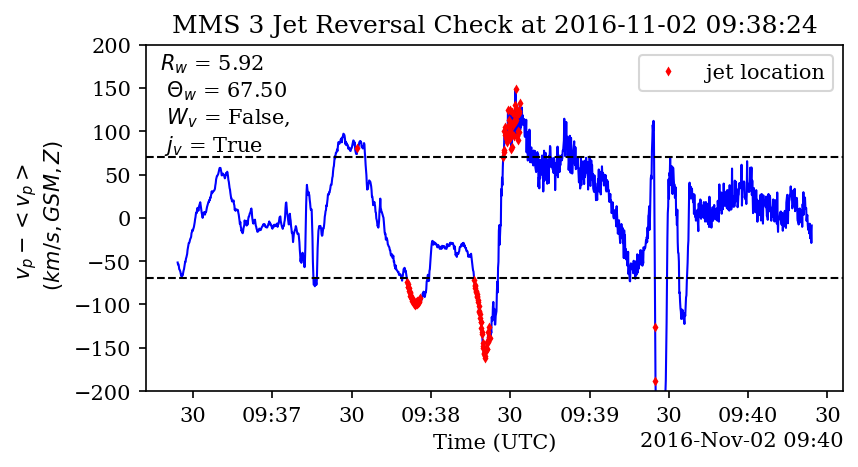 MMS 3 Jet Reversal Check at 2016-11-02 09:38:24
R_w = 5.92
Θ_w = 67.50
W_v = False,
j_v = True
jet location
v_p − < v_p >
(km/s, GSM, Z)
200
150
100
50
0
−50
−100
−150
−200
30 09:37 30 09:38 30 09:39 30 09:40 30
Time (UTC)
2016-Nov-02 09:40